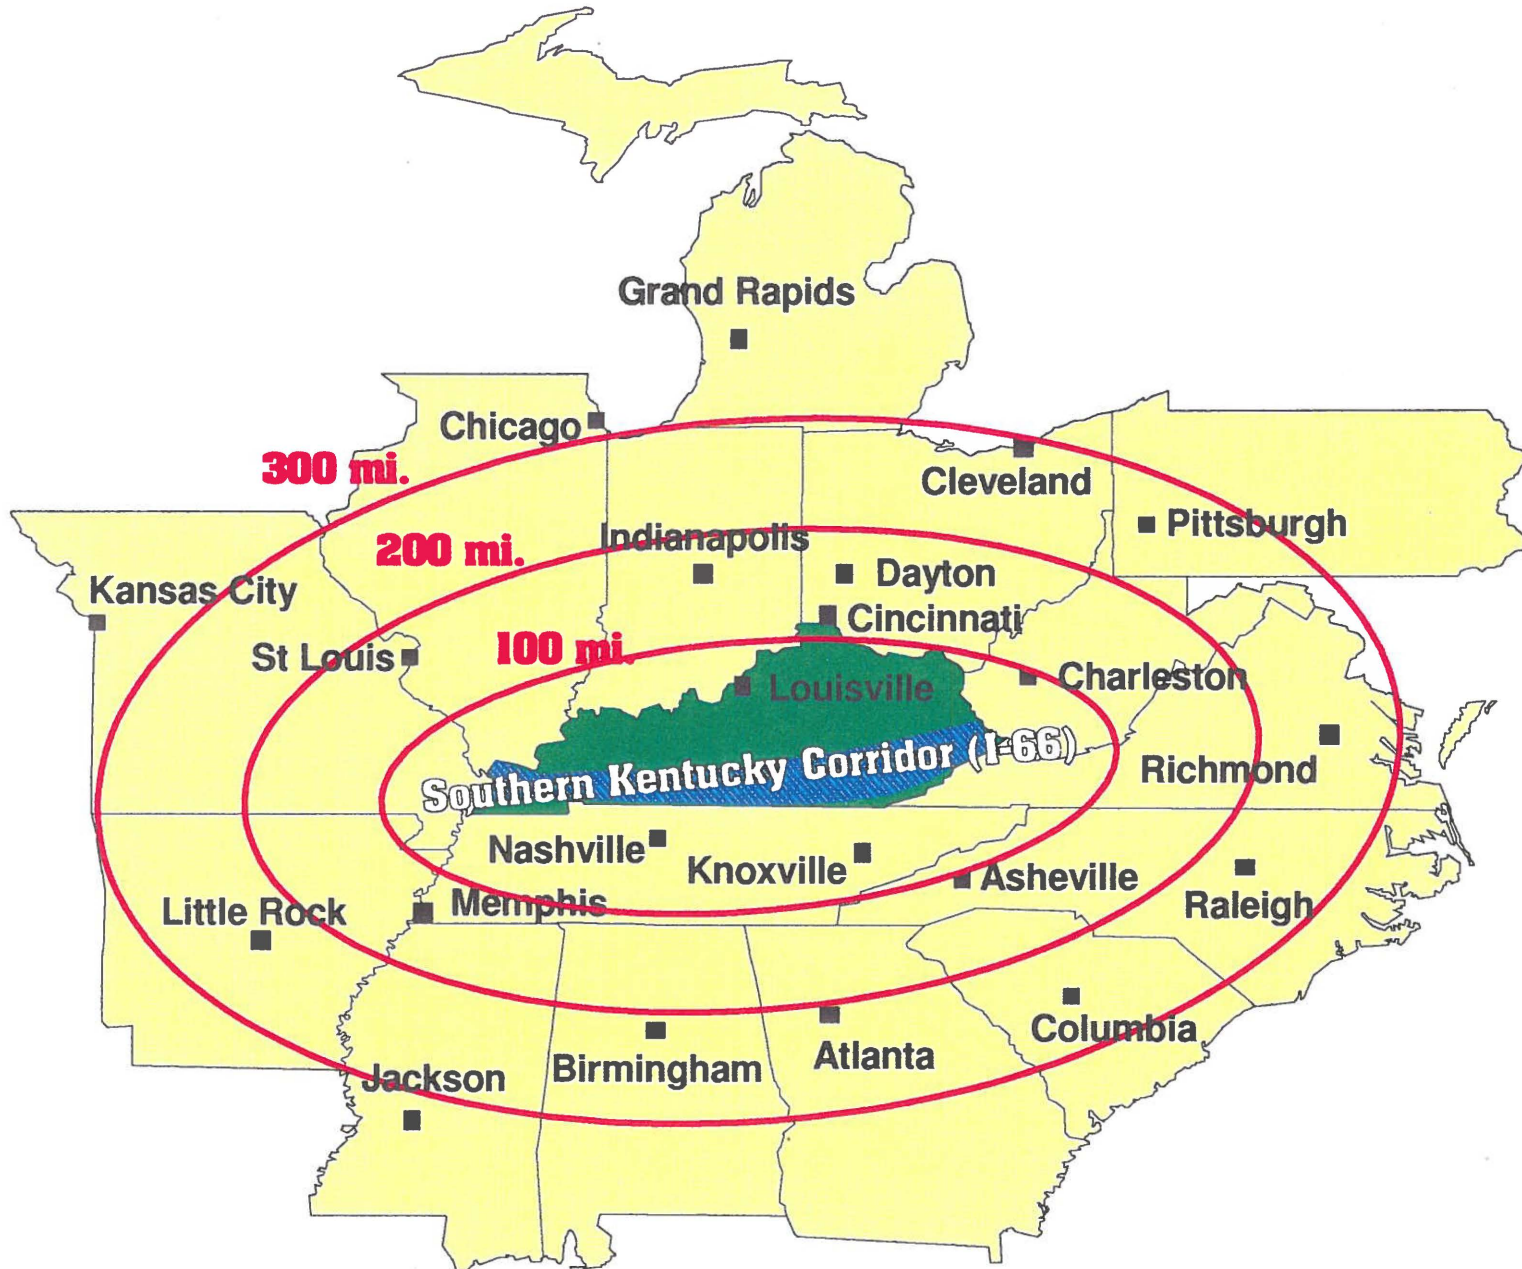 Grand Rapids
Chicago
300 mi.
Cleveland
Pittsburgh
200 mi.
Indianapolis
Dayton
Kansas City
Cincinnati
St Louis
100 mi.
Charleston
Louisville
Southern Kentucky Corridor (I-66)
Richmond
Nashville
Knoxville
Asheville
Memphis
Little Rock
Raleigh
Columbia
Atlanta
Birmingham
Jackson